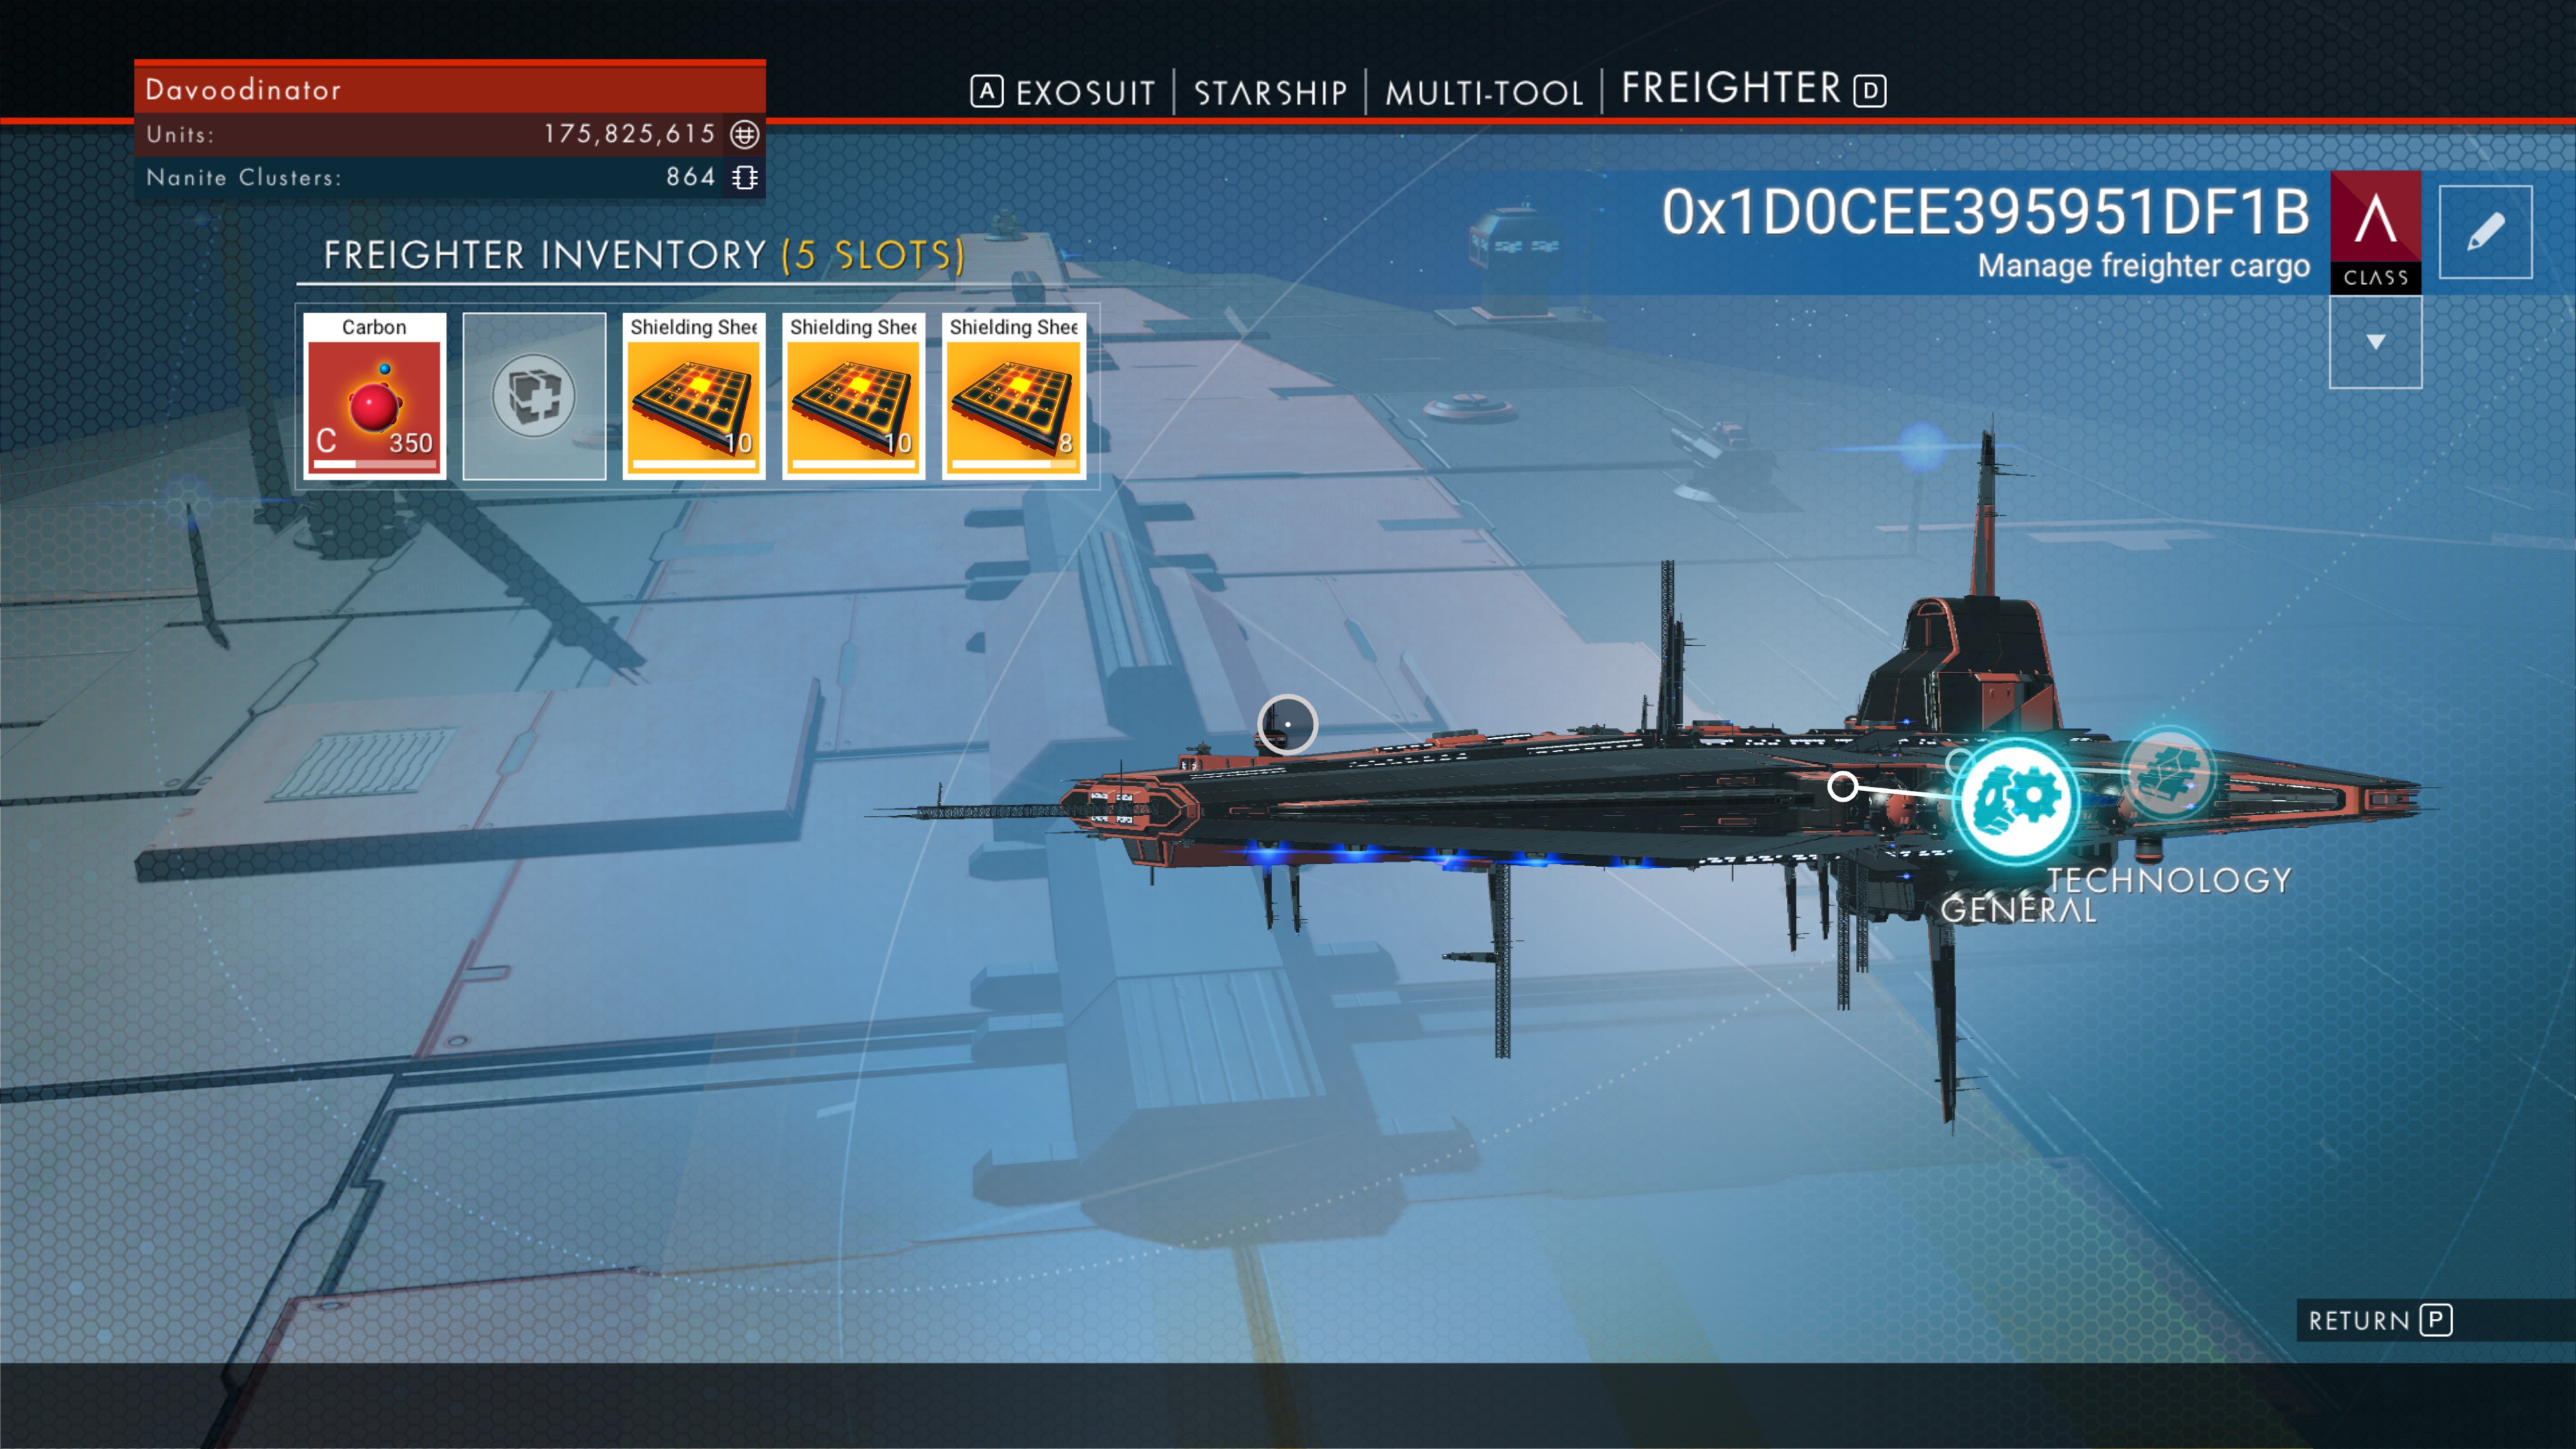 Davoodinator
Units: 175,825,615
Nanite Clusters: 864
A EXOSUIT STARSHIP MULTI-TOOL FREIGHTER D
0x1D0CEE395951DF1B
Manage freighter cargo
A
CLASS
FREIGHTER INVENTORY (5 SLOTS)
Carbon
C 350
Shielding Shee
10
Shielding Shee
10
Shielding Shee
8
TECHNOLOGY
GENERAL
RETURN P